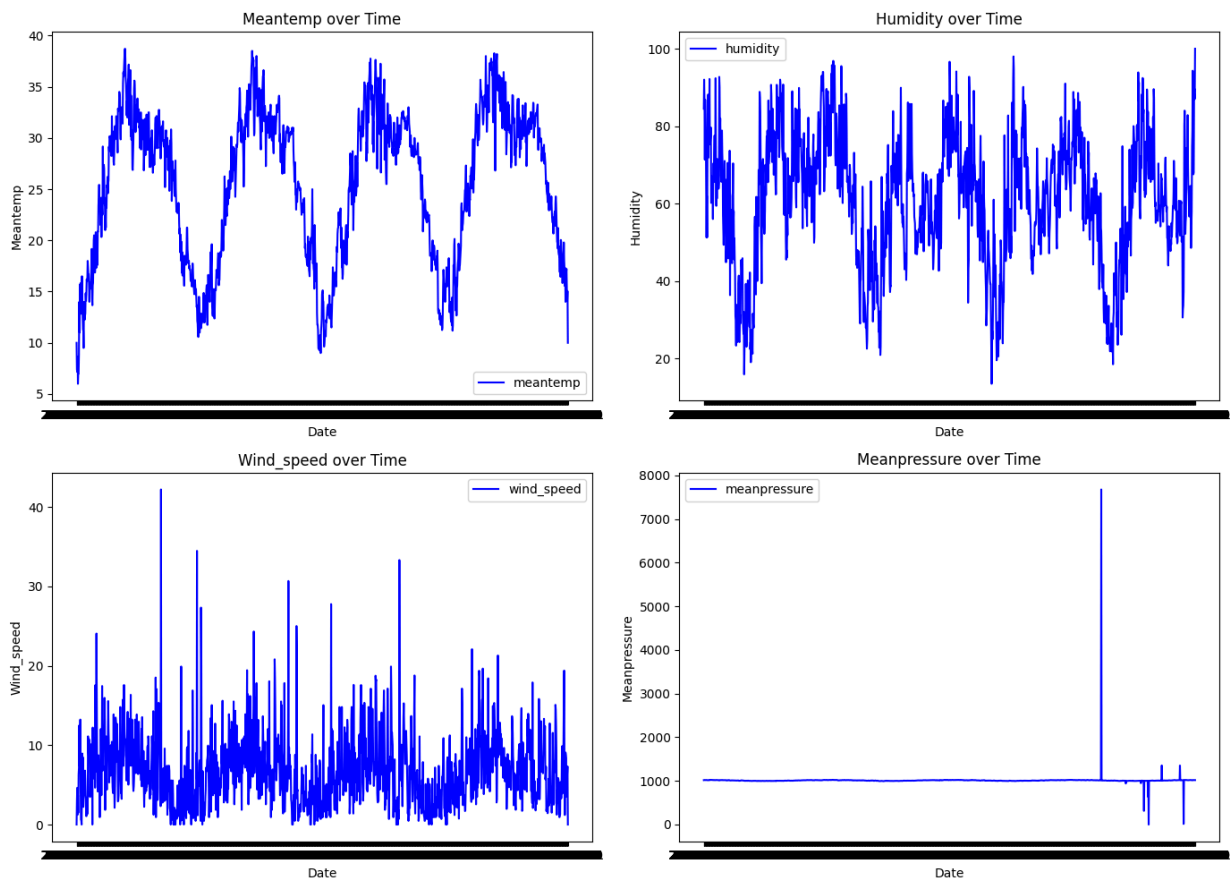 Meantemp over Time
Meantemp
40
35
30
25
20
15
10
5
meantemp
Date
Humidity over Time
Humidity
100
80
60
40
20
humidity
Date
Wind_speed over Time
Wind_speed
40
30
20
10
0
wind_speed
Date
Meanpressure over Time
Meanpressure
8000
7000
6000
5000
4000
3000
2000
1000
0
meanpressure
Date